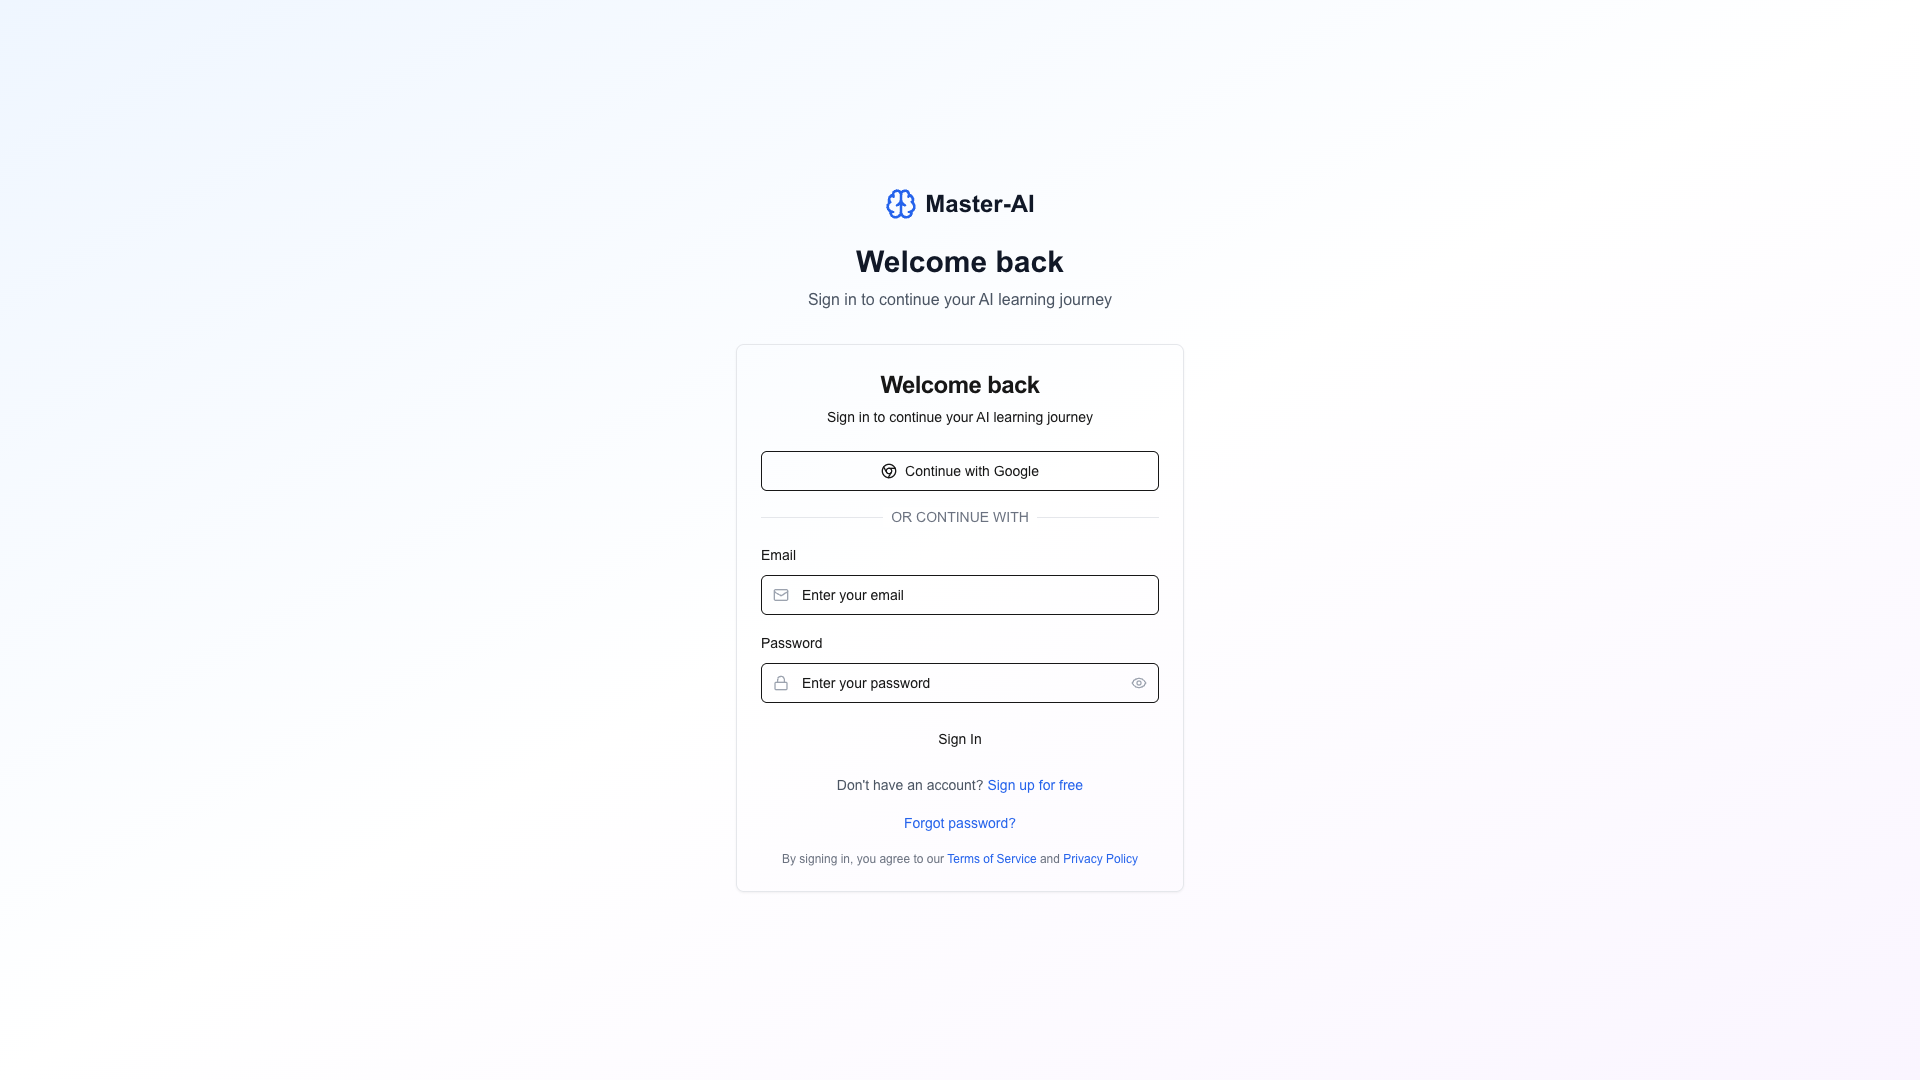 Master-AI
Welcome back
Sign in to continue your AI learning journey
Welcome back
Sign in to continue your AI learning journey
Continue with Google
OR CONTINUE WITH
Email
Enter your email
Password
Enter your password
Sign In
Don't have an account? Sign up for free
Forgot password?
By signing in, you agree to our Terms of Service and Privacy Policy